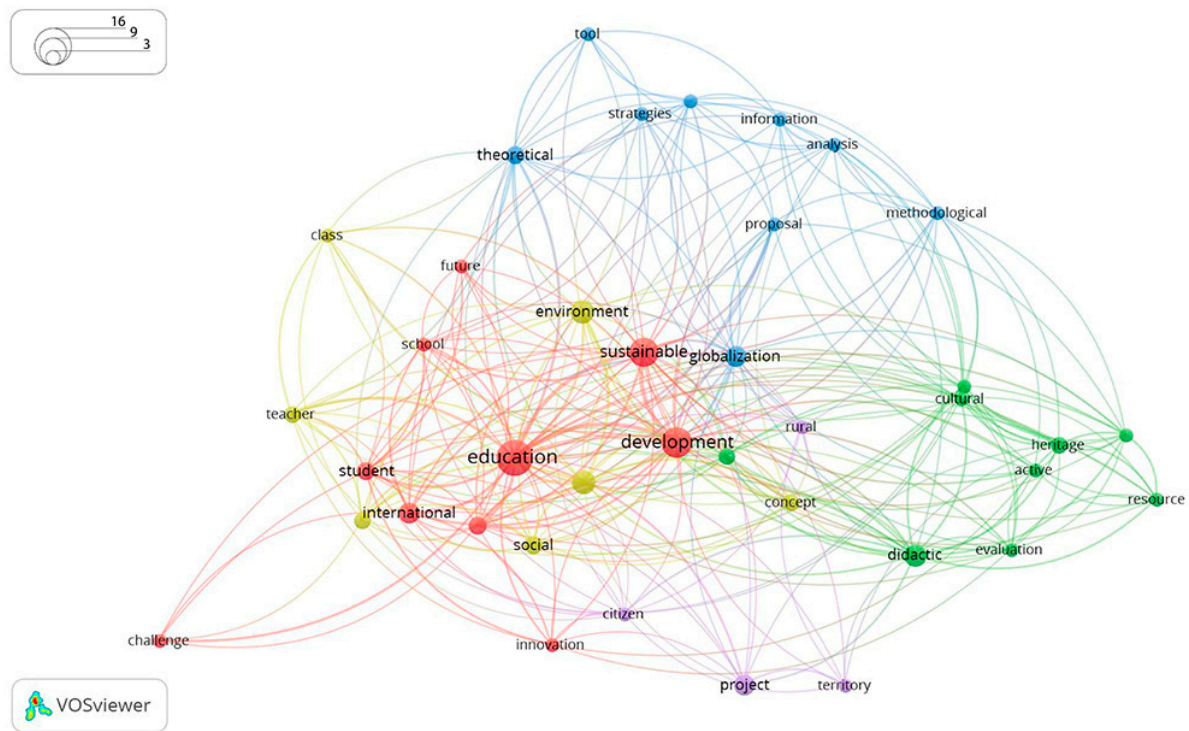 16
9
3
tool
strategies
information
analysis
theoretical
methodological
proposal
class
future
environment
school
sustainable
globalization
cultural
teacher
rural
development
heritage
education
active
student
resource
international
concept
social
didactic
evaluation
citizen
challenge
innovation
project
territory
VOSviewer